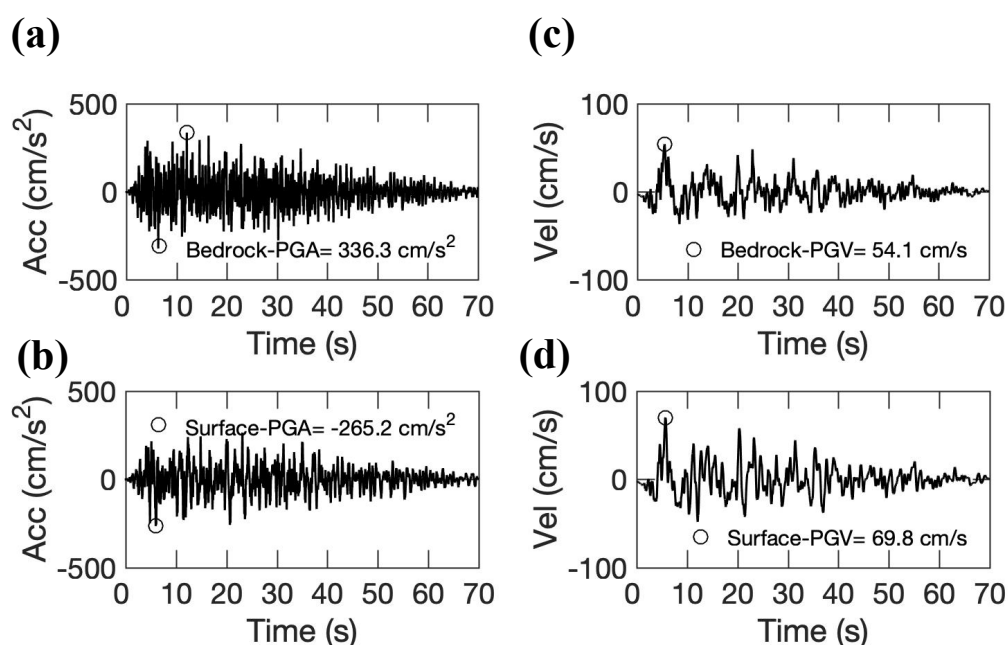 (a)
500
0
-500
Acc (cm/s²)
Bedrock-PGA= 336.3 cm/s²
0 10 20 30 40 50 60 70
Time (s)
(c)
100
0
-100
Vel (cm/s)
Bedrock-PGV= 54.1 cm/s
0 10 20 30 40 50 60 70
Time (s)
(b)
500
0
-500
Acc (cm/s²)
Surface-PGA= -265.2 cm/s²
0 10 20 30 40 50 60 70
Time (s)
(d)
100
0
-100
Vel (cm/s)
Surface-PGV= 69.8 cm/s
0 10 20 30 40 50 60 70
Time (s)